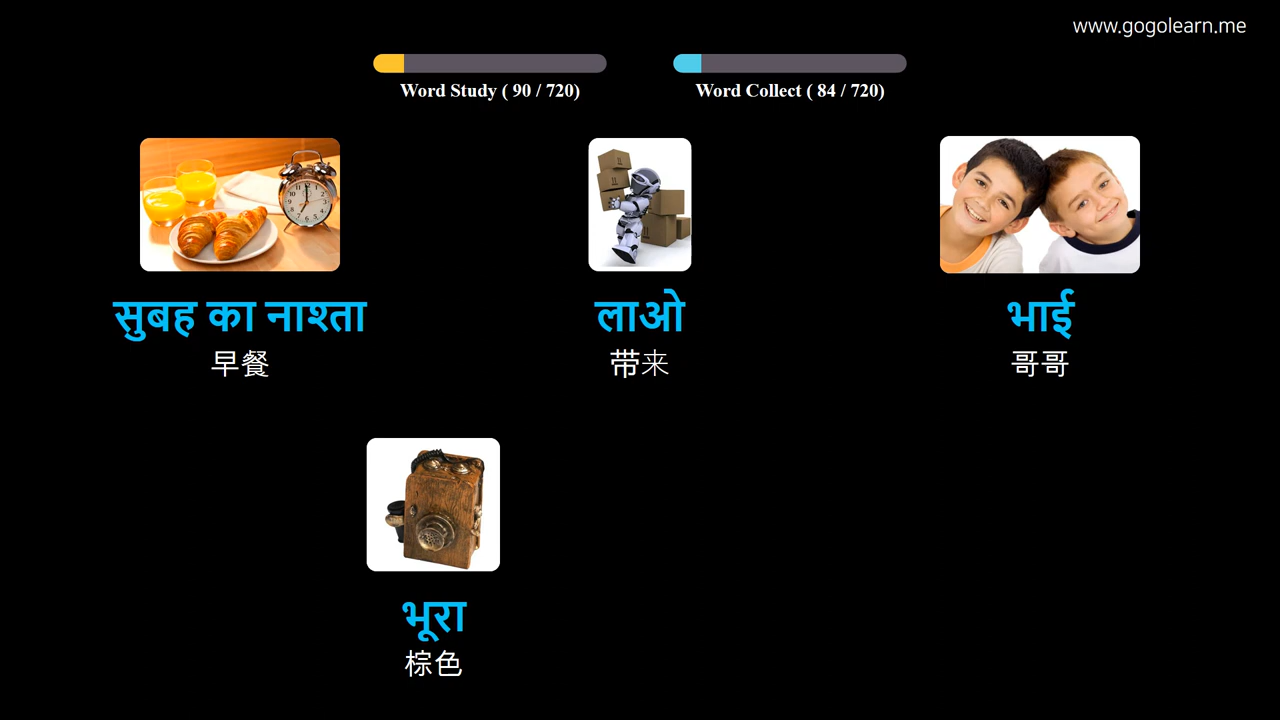 www.gogolearn.me
Word Study ( 90 / 720)
Word Collect ( 84 / 720)
सुबह का नाश्ता
早餐
लाओ
带来
भाई
哥哥
भूरा
棕色